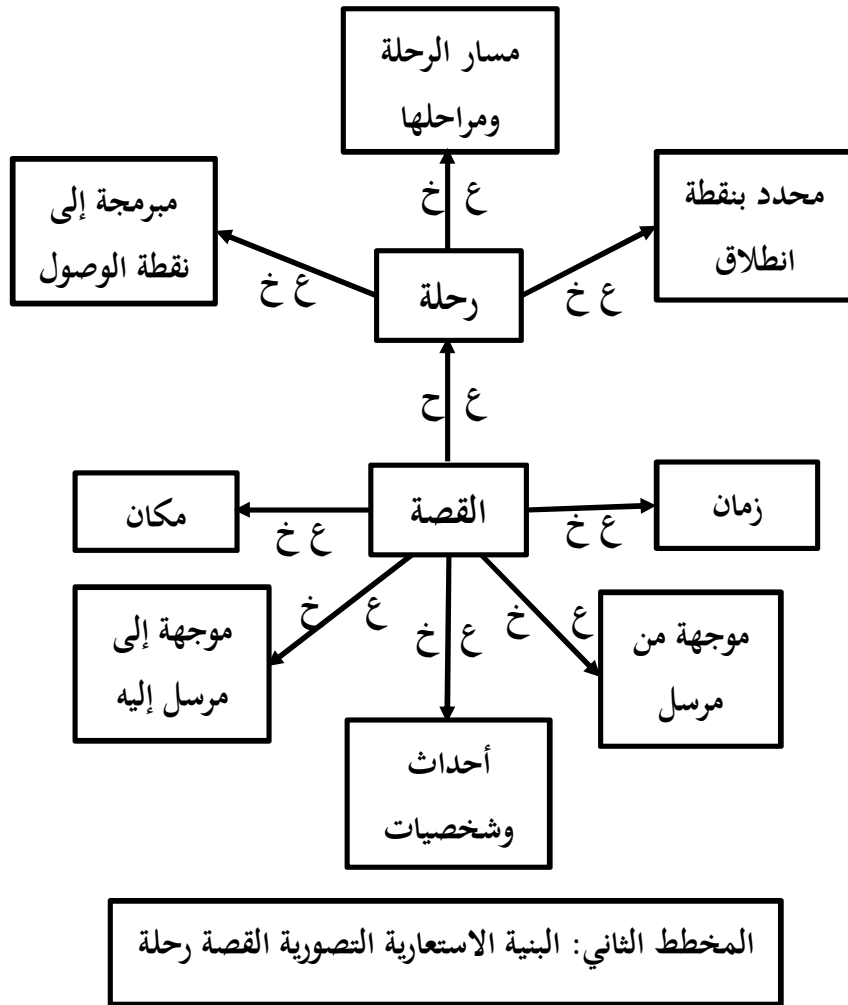 مسار الرحلة
ومراحلها
محدد بنقطة
انطلاق
مبرمجة إلى
نقطة الوصول
ع خ
ع خ
ع خ
رحلة
ع ح
القصة
زمان
مكان
ع خ
ع خ
ع خ
ع خ
ع خ
موجهة من
مرسل
موجهة إلى
مرسل إليه
أحداث
وشخصيات
المخطط الثاني: البنية الاستعارية التصورية القصة رحلة